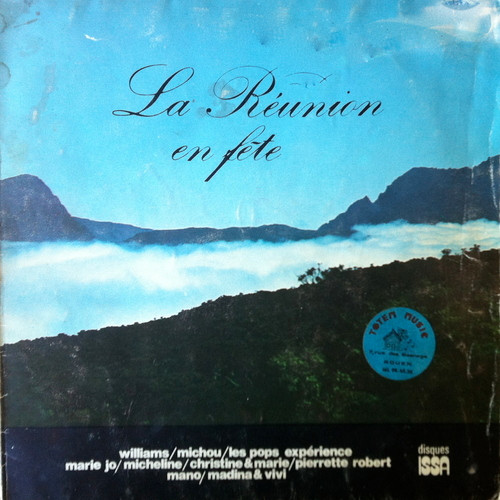 La Réunion
en fête
TOTEM MUSIC
williams/michou/les pops expérience
marie jo/micheline/christine & marie/pierrette robert
mano/madina & vivi
disques
ISSA